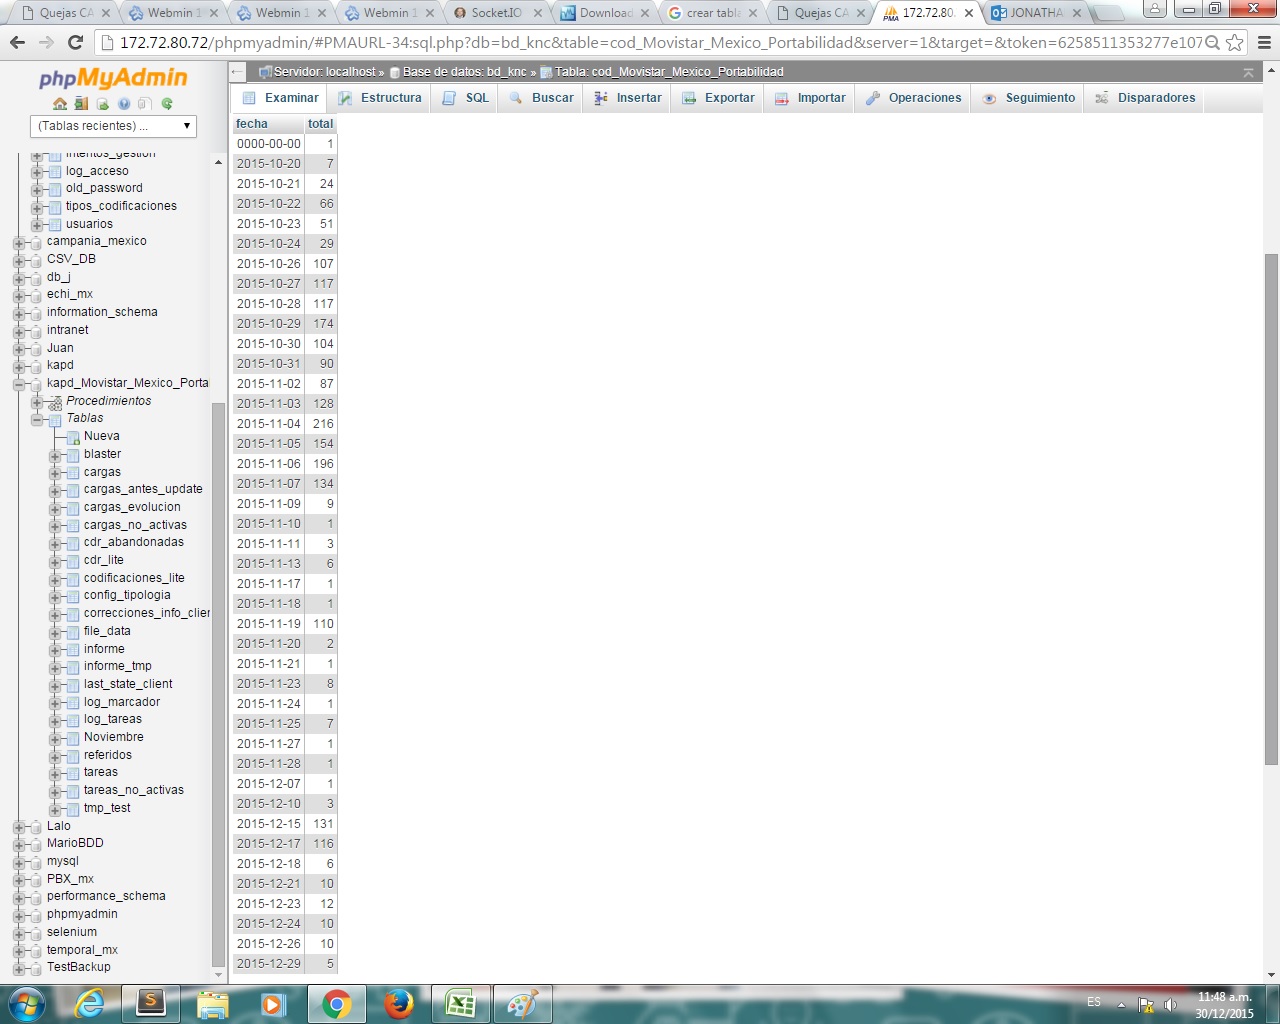 Quejas CA
Webmin 1
Webmin 1
Webmin 1
Socket.IO
Download
crear tabla
Quejas CA
172.72.80.
JONATHA
172.72.80.72/phpmyadmin/#PMAURL-34:sql.php?db=bd_knc&table=cod_Movistar_Mexico_Portabilidad&server=1&target=&token=6258511353277e107
phpMyAdmin
(Tablas recientes) ...
Servidor: localhost » Base de datos: bd_knc » Tabla: cod_Movistar_Mexico_Portabilidad
Examinar Estructura SQL Buscar Insertar Exportar Importar Operaciones Seguimiento Disparadores
intentos_gestion
log_acceso
old_password
tipos_codificaciones
usuarios
campania_mexico
CSV_DB
db_j
echi_mx
information_schema
intranet
Juan
kapd
kapd_Movistar_Mexico_Porta
Procedimientos
Tablas
Nueva
blaster
cargas
cargas_antes_update
cargas_evolucion
cargas_no_activas
cdr_abandonadas
cdr_lite
codificaciones_lite
config_tipologia
correcciones_info_clier
file_data
informe
informe_tmp
last_state_client
log_marcador
log_tareas
Noviembre
referidos
tareas
tareas_no_activas
tmp_test
Lalo
MarioBDD
mysql
PBX_mx
performance_schema
phpmyadmin
selenium
temporal_mx
TestBackup
fecha total
0000-00-00 1
2015-10-20 7
2015-10-21 24
2015-10-22 66
2015-10-23 51
2015-10-24 29
2015-10-26 107
2015-10-27 117
2015-10-28 117
2015-10-29 174
2015-10-30 104
2015-10-31 90
2015-11-02 87
2015-11-03 128
2015-11-04 216
2015-11-05 154
2015-11-06 196
2015-11-07 134
2015-11-09 9
2015-11-10 1
2015-11-11 3
2015-11-13 6
2015-11-17 1
2015-11-18 1
2015-11-19 110
2015-11-20 2
2015-11-21 1
2015-11-23 8
2015-11-24 1
2015-11-25 7
2015-11-27 1
2015-11-28 1
2015-12-07 1
2015-12-10 3
2015-12-15 131
2015-12-17 116
2015-12-18 6
2015-12-21 10
2015-12-23 12
2015-12-24 10
2015-12-26 10
2015-12-29 5
ES
11:48 a.m.
30/12/2015